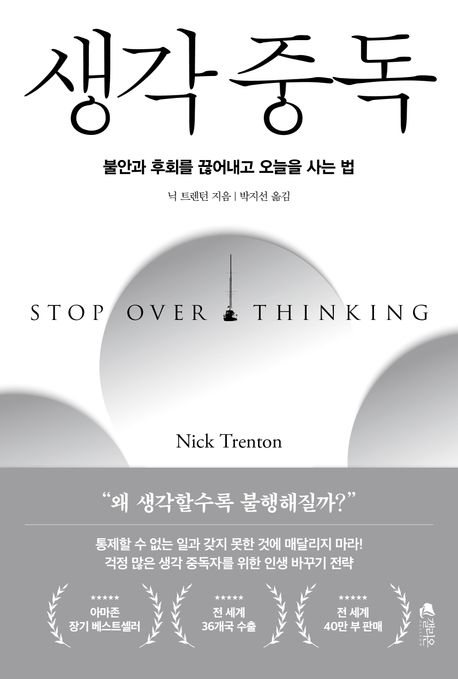 생각 중독
불안과 후회를 끊어내고 오늘을 사는 법
닉 트렌턴 지음 | 박지선 옮김
STOP OVER THINKING
Nick Trenton
“왜 생각할수록 불행해질까?”
통제할 수 없는 일과 갖지 못한 것에 매달리지 마라!
걱정 많은 생각 중독자를 위한 인생 바꾸기 전략
★★★★★ ★★★★★ ★★★★★
아마존 전 세계 전 세계
장기 베스트셀러 36개국 수출 40만 부 판매
갤리온